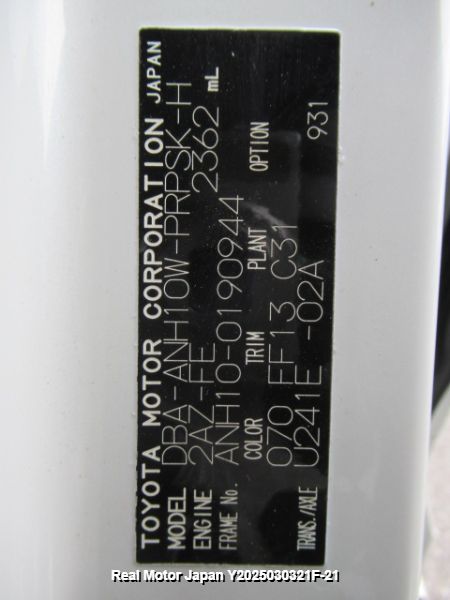 TOYOTA MOTOR CORPORATION JAPAN
MODEL DBA-ANH10W-PRPSK-H
ENGINE 2AZ-FE 2362 mL
FRAME No. ANH10-0190944
COLOR TRIM PLANT OPTION
070 FF13 C31 931
TRANS./AXLE U241E -02A
Real Motor Japan Y2025030321F-21